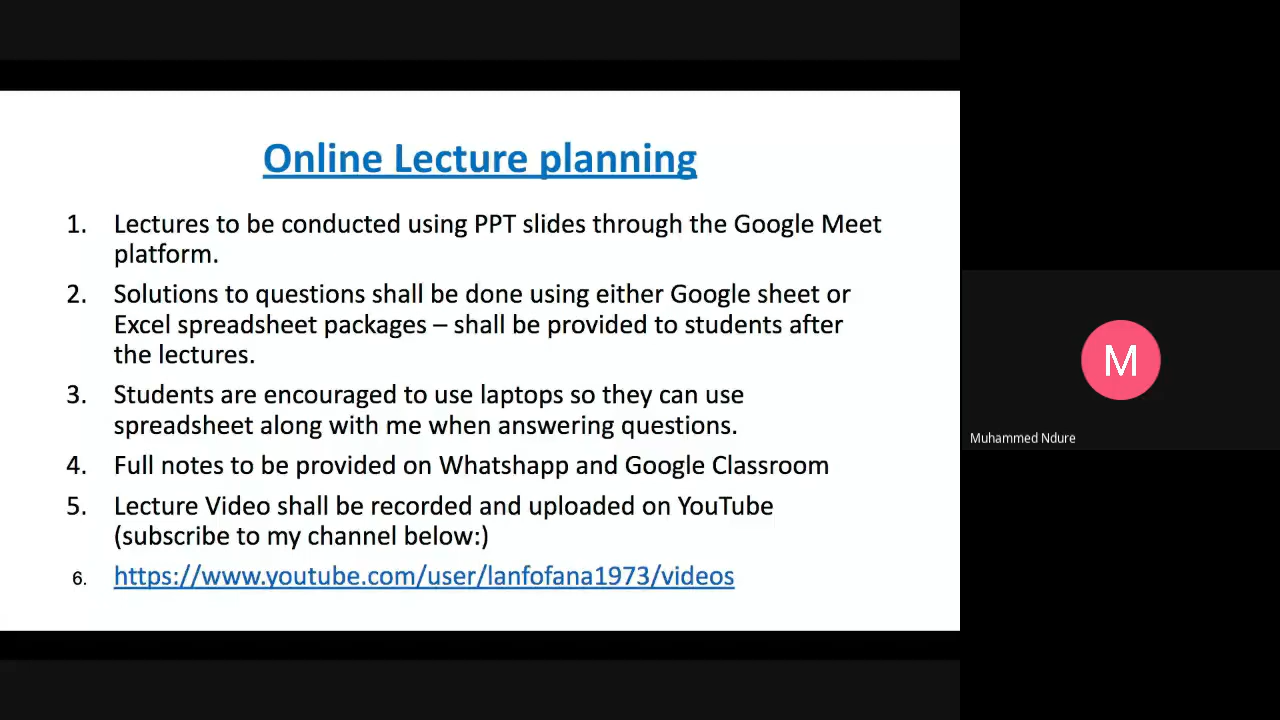 Online Lecture planning
1. Lectures to be conducted using PPT slides through the Google Meet
platform.
2. Solutions to questions shall be done using either Google sheet or
Excel spreadsheet packages – shall be provided to students after
the lectures.
3. Students are encouraged to use laptops so they can use
spreadsheet along with me when answering questions.
4. Full notes to be provided on Whatshapp and Google Classroom
5. Lecture Video shall be recorded and uploaded on YouTube
(subscribe to my channel below:)
6. https://www.youtube.com/user/lanfofana1973/videos
M
Muhammed Ndure